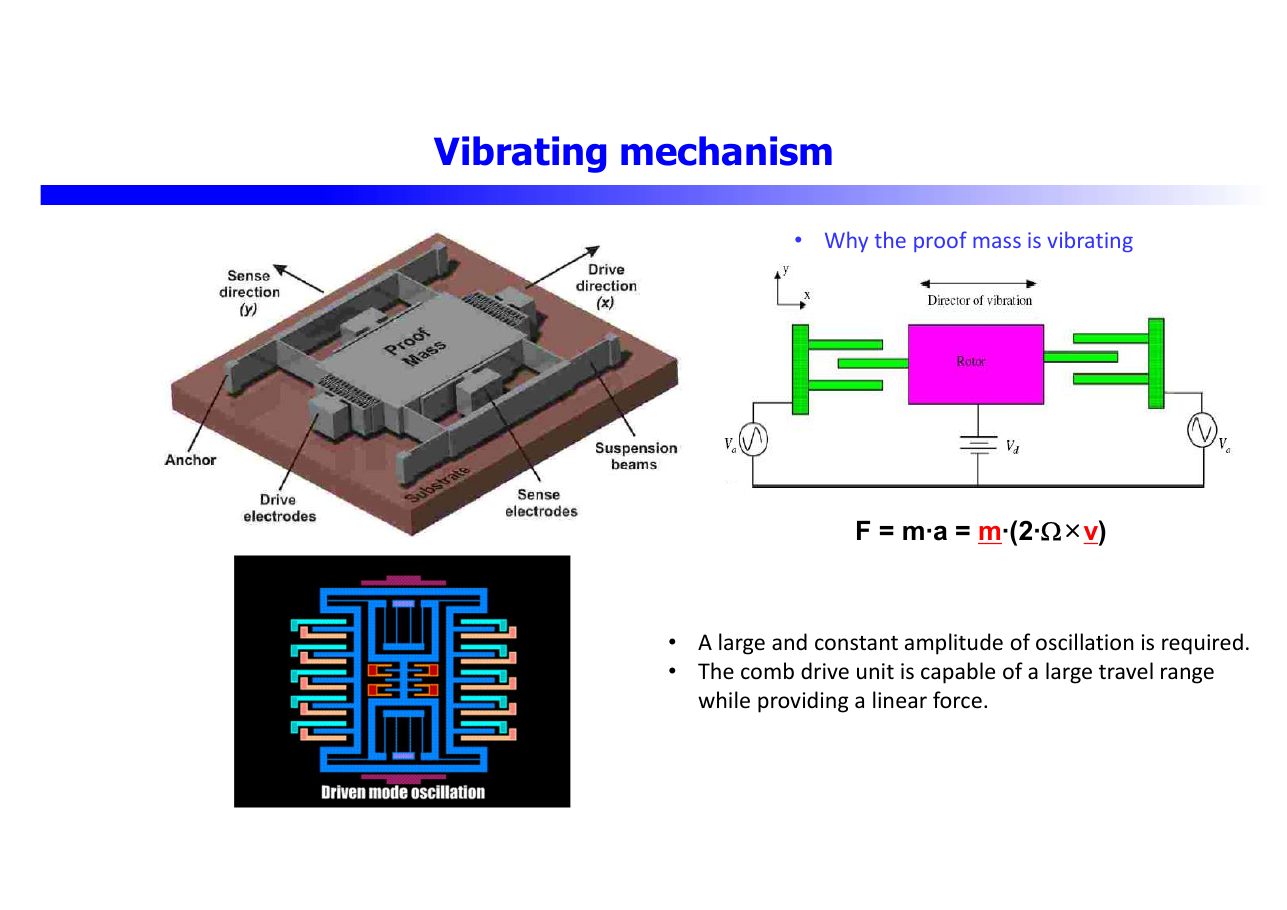 Vibrating mechanism
• Why the proof mass is vibrating
Sense
direction
(y)
Drive
direction
(x)
Proof
Mass
Anchor
Drive
electrodes
Substrate
Sense
electrodes
Suspension
beams
y
x
Director of vibration
Rotor
Va
Vd
Va
F = m·a = m·(2·Ω×v)
Driven mode oscillation
• A large and constant amplitude of oscillation is required.
• The comb drive unit is capable of a large travel range
while providing a linear force.